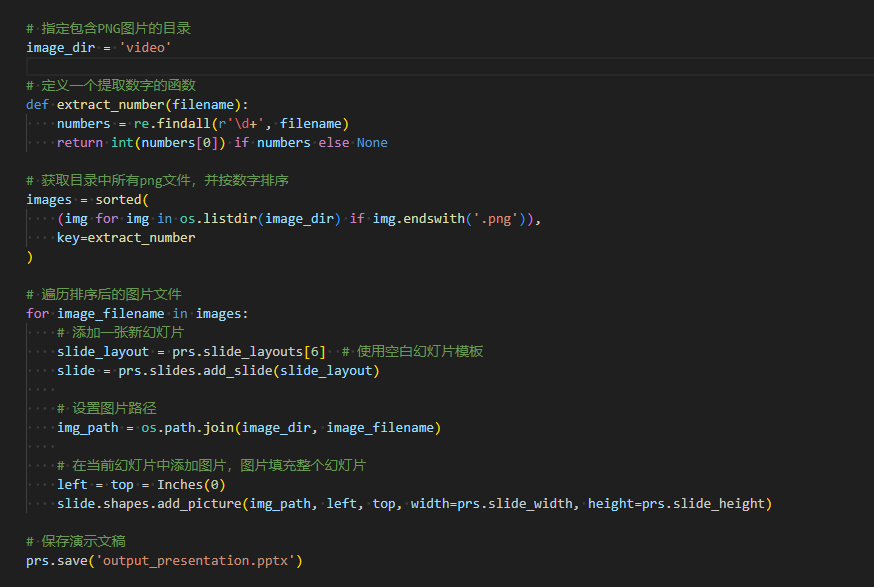 # 指定包含PNG图片的目录
image_dir = 'video'
# 定义一个提取数字的函数
def extract_number(filename):
    numbers = re.findall(r'\d+', filename)
    return int(numbers[0]) if numbers else None
# 获取目录中所有png文件，并按数字排序
images = sorted(
    (img for img in os.listdir(image_dir) if img.endswith('.png')),
    key=extract_number
)
# 遍历排序后的图片文件
for image_filename in images:
    # 添加一张新幻灯片
    slide_layout = prs.slide_layouts[6]  # 使用空白幻灯片模板
    slide = prs.slides.add_slide(slide_layout)
    # 设置图片路径
    img_path = os.path.join(image_dir, image_filename)
    # 在当前幻灯片中添加图片，图片填充整个幻灯片
    left = top = Inches(0)
    slide.shapes.add_picture(img_path, left, top, width=prs.slide_width, height=prs.slide_height)
# 保存演示文稿
prs.save('output_presentation.pptx')